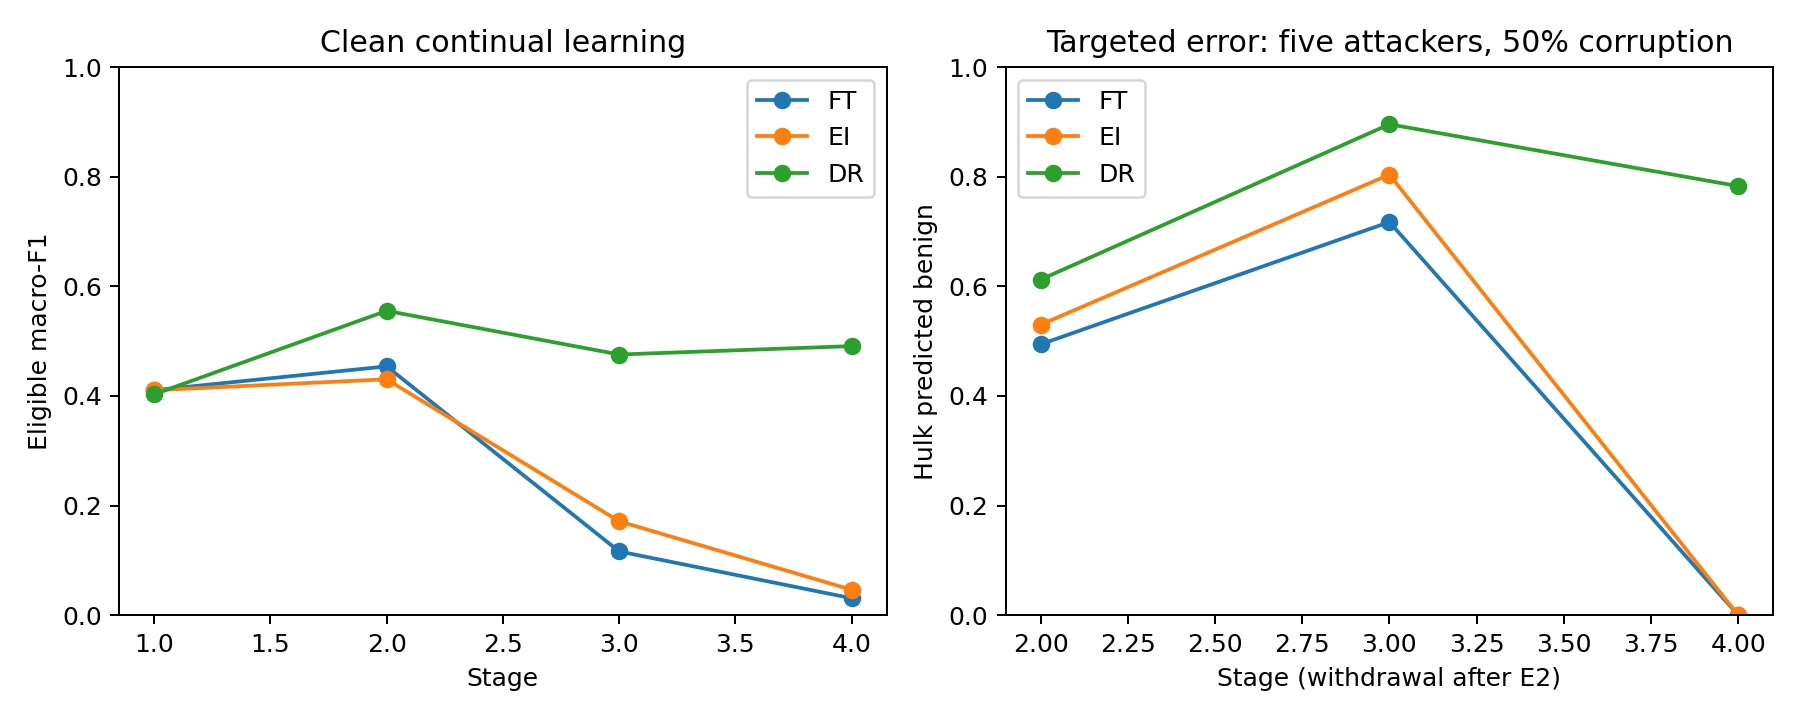 Clean continual learning
1.0
0.8
0.6
0.4
0.2
0.0
Eligible macro-F1
FT
EI
DR
1.0 1.5 2.0 2.5 3.0 3.5 4.0
Stage
Targeted error: five attackers, 50% corruption
1.0
0.8
0.6
0.4
0.2
0.0
Hulk predicted benign
FT
EI
DR
2.00 2.25 2.50 2.75 3.00 3.25 3.50 3.75 4.00
Stage (withdrawal after E2)